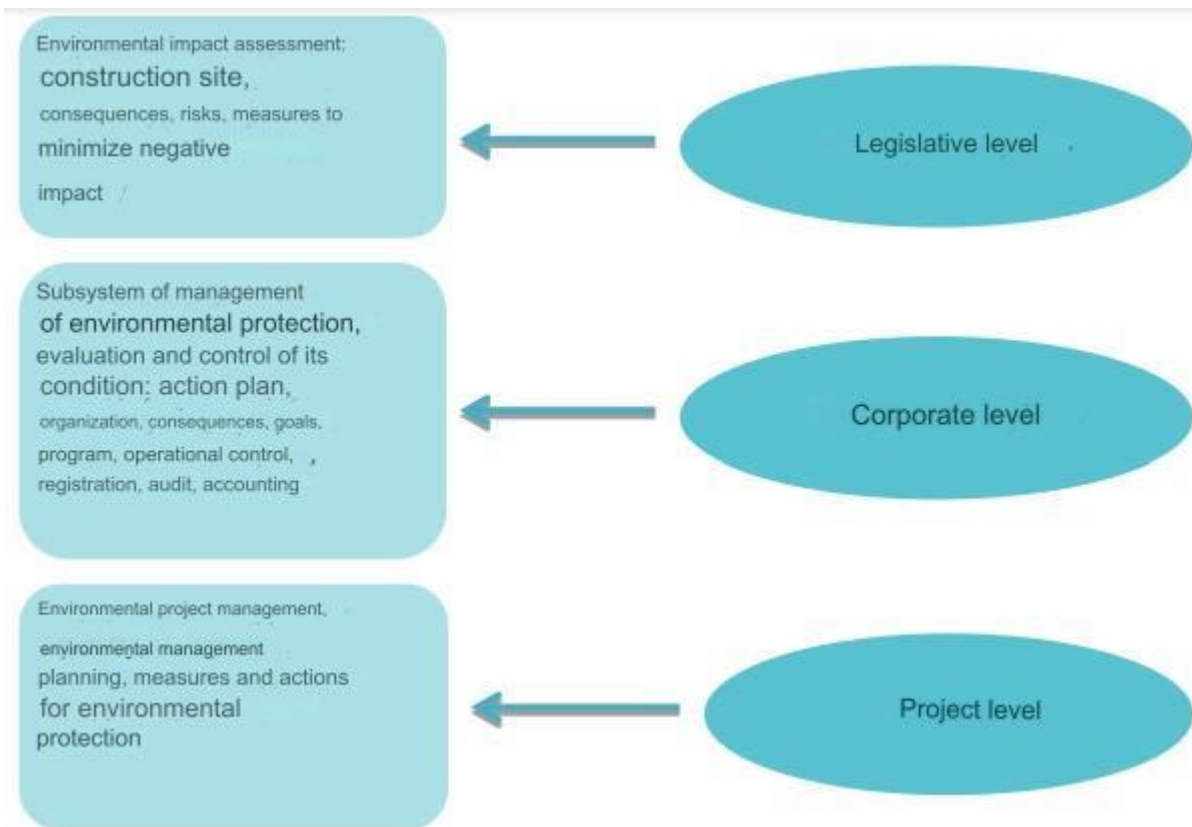 Environmental impact assessment:
construction site,
consequences, risks, measures to
minimize negative
impact
Legislative level
Subsystem of management
of environmental protection,
evaluation and control of its
condition: action plan,
organization, consequences, goals,
program, operational control,
registration, audit, accounting
Corporate level
Environmental project management,
environmental management
planning, measures and actions
for environmental
protection
Project level